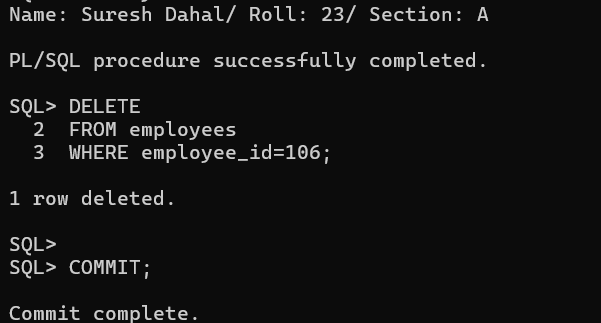 Name: Suresh Dahal/ Roll: 23/ Section: A
PL/SQL procedure successfully completed.
SQL> DELETE
2 FROM employees
3 WHERE employee_id=106;
1 row deleted.
SQL>
SQL> COMMIT;
Commit complete.